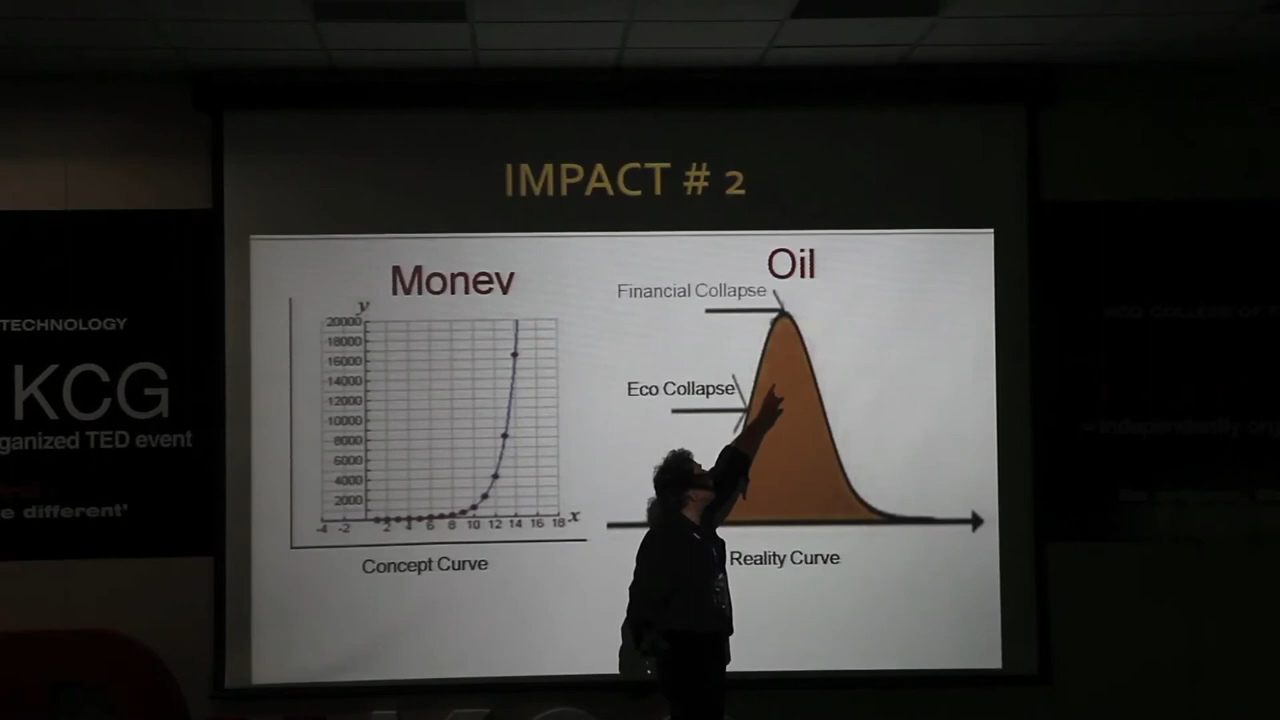 IMPACT # 2
Money
Oil
Financial Collapse
Eco Collapse
y
20000
18000
16000
14000
12000
10000
8000
6000
4000
2000
-4 -2 2 4 6 8 10 12 14 16 18 x
Concept Curve
Reality Curve
TECHNOLOGY
KCG
ganized TED event
e different'